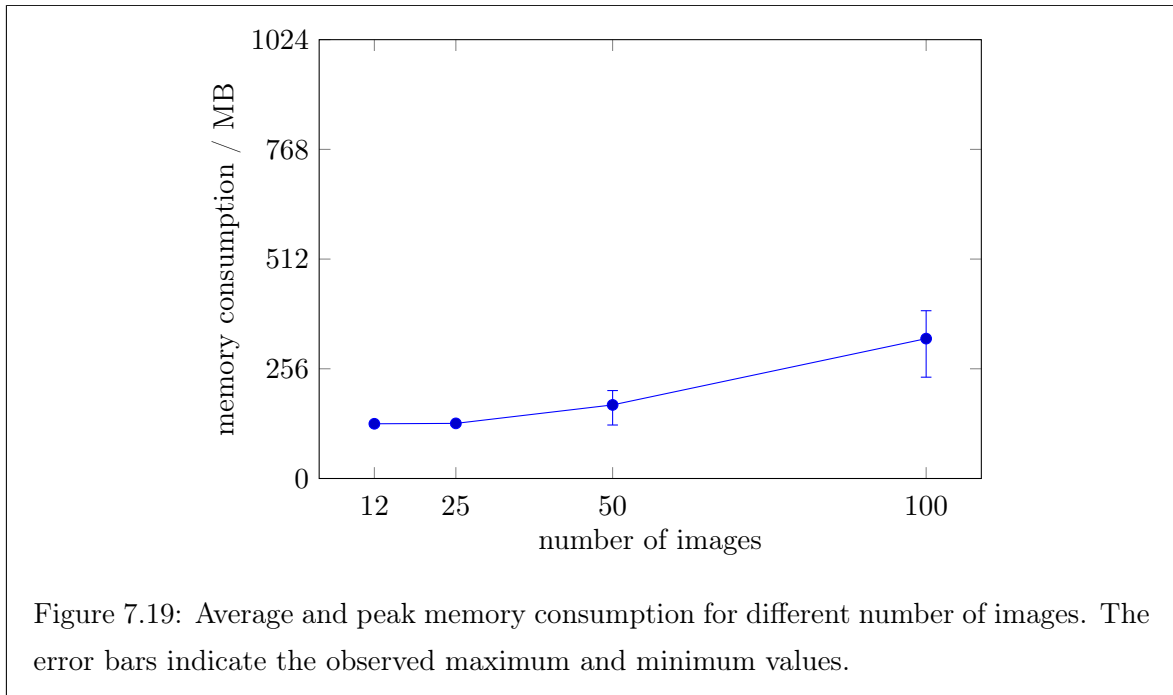 1024
768
512
256
0
memory consumption / MB
12 25 50 100
number of images
Figure 7.19: Average and peak memory consumption for different number of images. The
error bars indicate the observed maximum and minimum values.